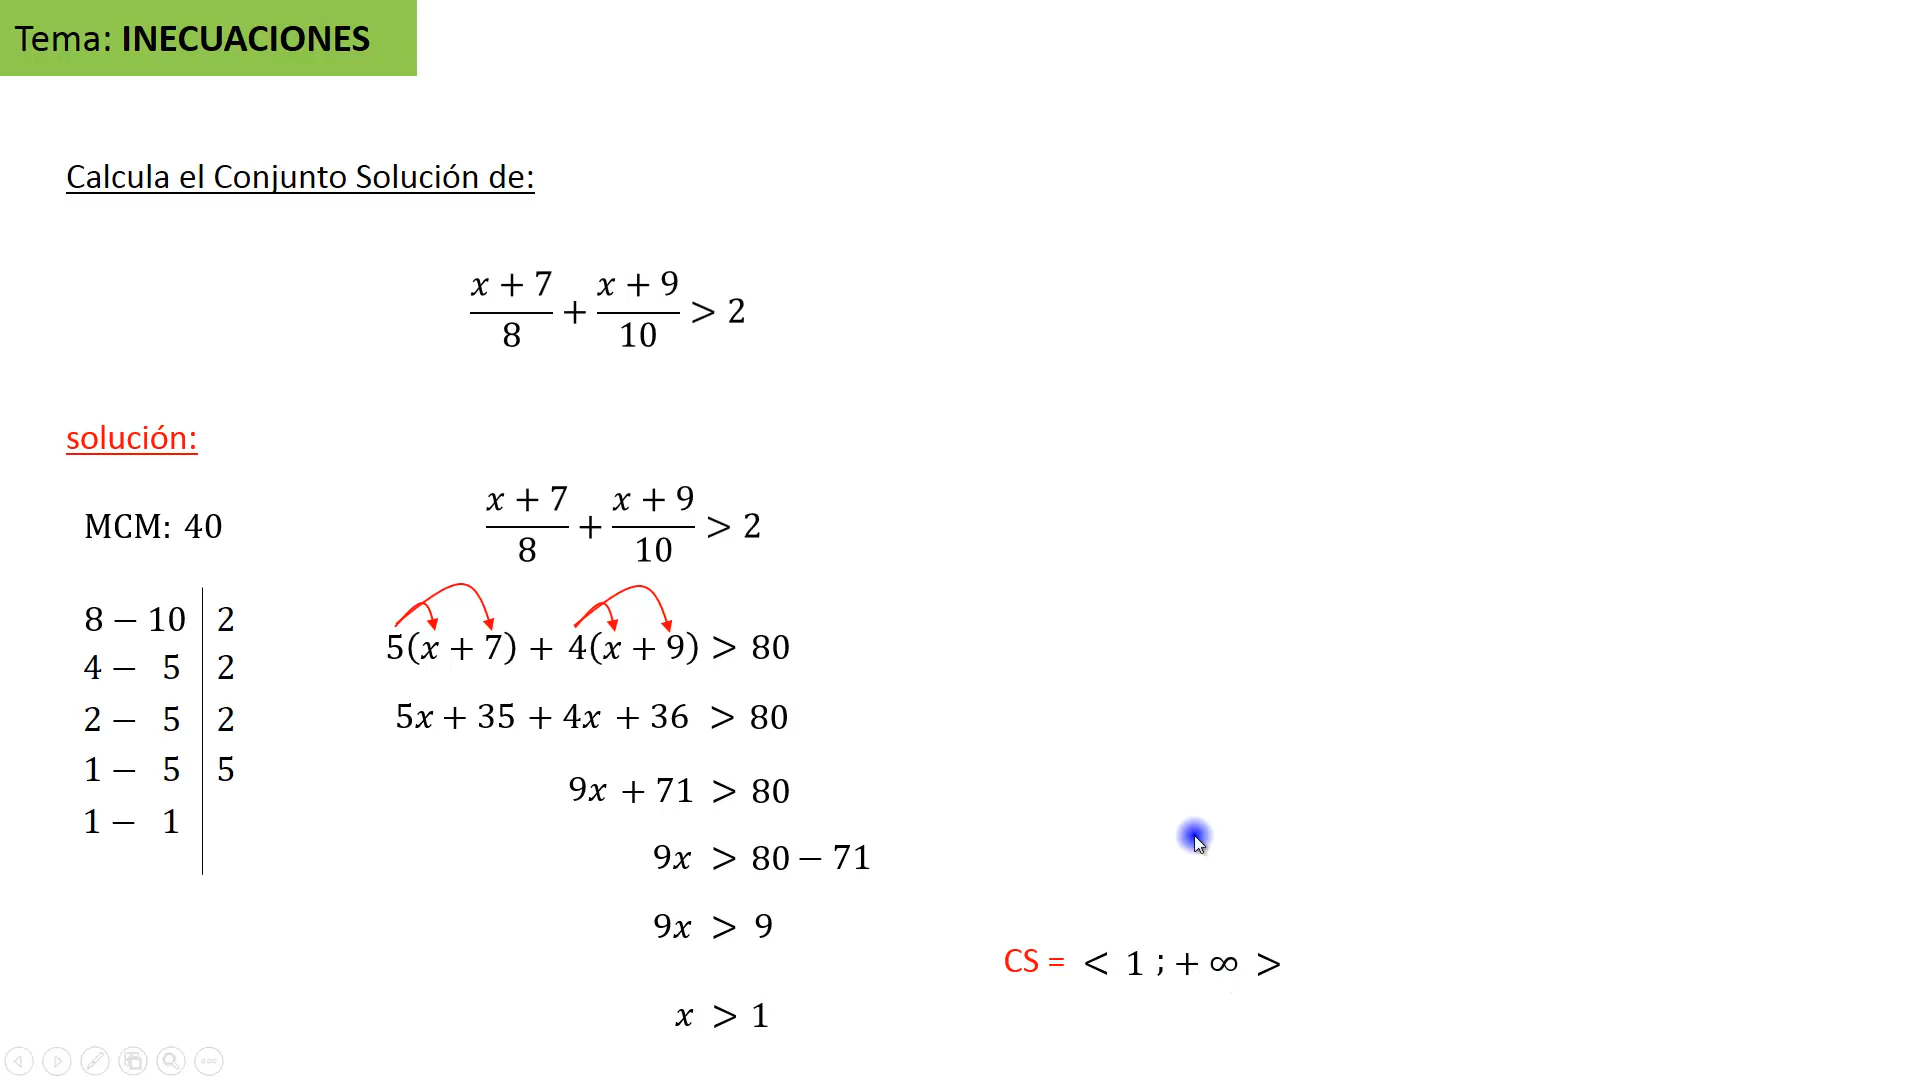 Tema: INECUACIONES
Calcula el Conjunto Solución de:
x + 7 / 8 + x + 9 / 10 > 2
solución:
MCM: 40
x + 7 / 8 + x + 9 / 10 > 2
8 − 10 | 2
4 − 5 | 2
2 − 5 | 2
1 − 5 | 5
1 − 1 |
5(x + 7) + 4(x + 9) > 80
5x + 35 + 4x + 36 > 80
9x + 71 > 80
9x > 80 − 71
9x > 9
x > 1
CS = < 1 ; + ∞ >